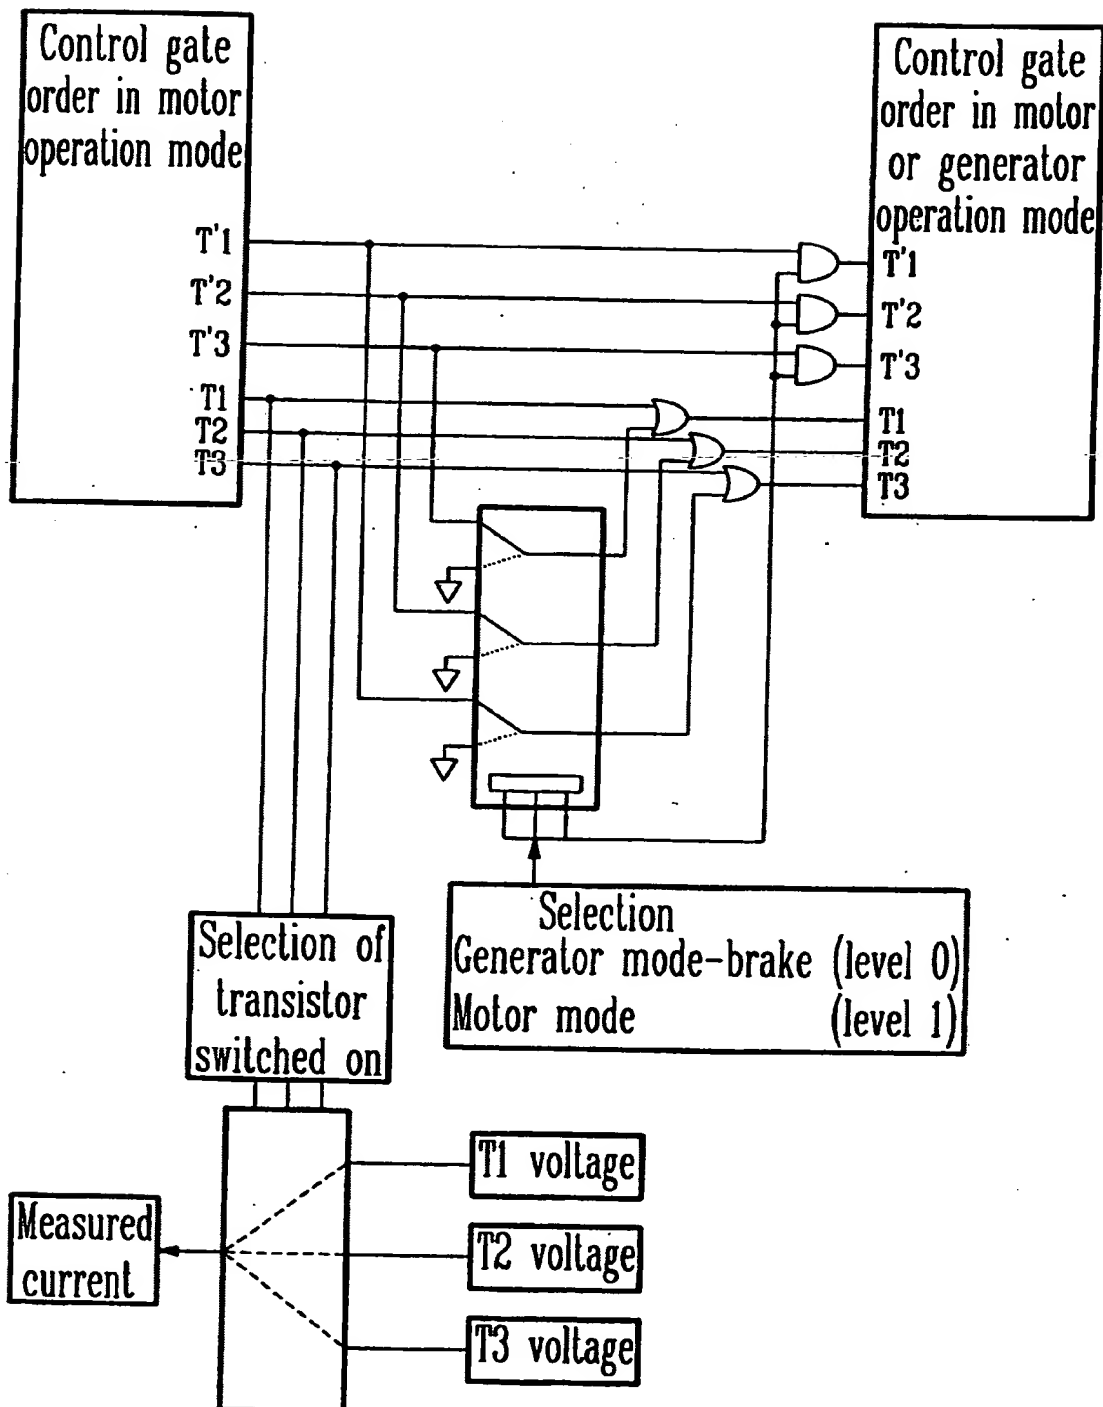 Control gate
order in motor
operation mode
T'1
T'2
T'3
T1
T2
T3
Control gate
order in motor
or generator
operation mode
T'1
T'2
T'3
T1
T2
T3
Selection
Generator mode-brake (level 0)
Motor mode (level 1)
Selection of
transistor
switched on
T1 voltage
T2 voltage
T3 voltage
Measured
current